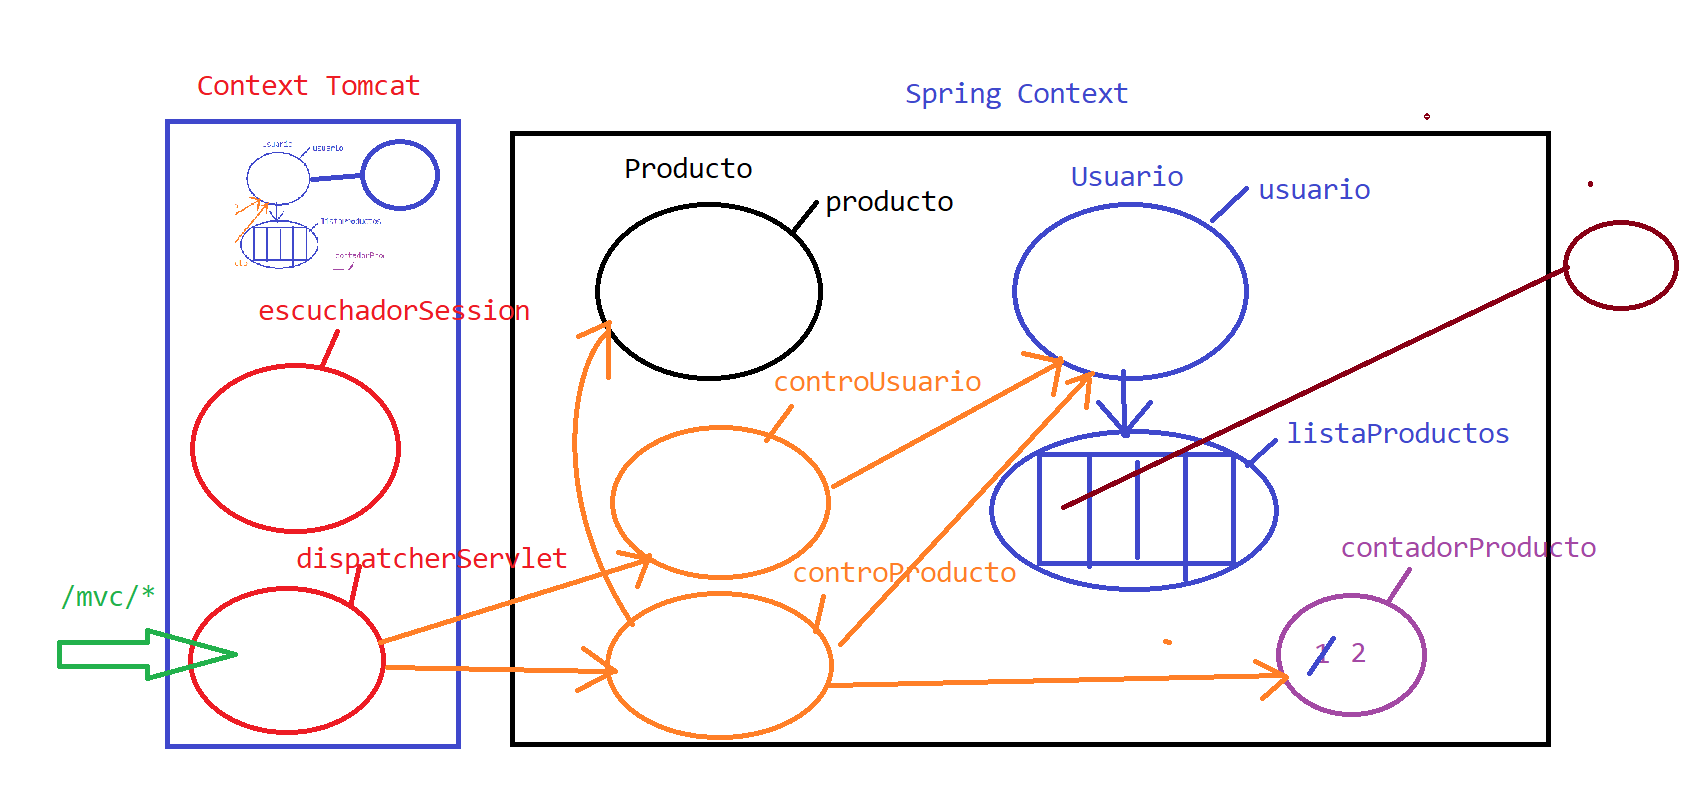 Context Tomcat
Spring Context
usuario
usuario
listaProductos
contadorPro
Producto
producto
Usuario
usuario
escuchadorSession
controUsuario
listaProductos
dispatcherServlet
controProducto
contadorProducto
/mvc/*
1 2